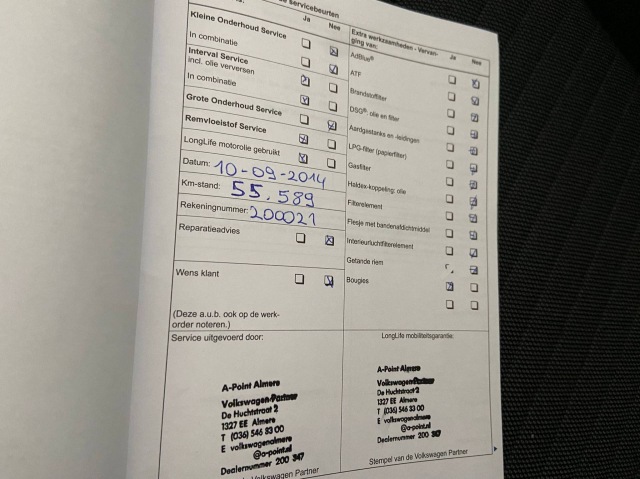 servicebeurten
Ja Nee
Kleine Onderhoud Service
In combinatie
Interval Service
incl. olie verversen
In combinatie
Grote Onderhoud Service
Remvloeistof Service
LongLife motorolie gebruikt
Datum: 10-09-2014
Km-stand: 55.589
Rekeningnummer: 200021
Reparatieadvies
Wens klant
(Deze a.u.b. ook op de werk-
order noteren.)
Service uitgevoerd door:
A-Point Almere
Volkswagen Partner
De Huchtstraat 2
1327 EE Almere
T (036) 546 33 00
E volkswagenalmere
@a-point.nl
Dealernummer 200 347
Volkswagen Partner
Extra werkzaamheden - Vervan-
ging van:
Ja Nee
AdBlue®
ATF
Brandstoffilter
DSG®: olie en filter
Aardgastanks en -leidingen
LPG-filter (papierfilter)
Gasfilter
Haldex-koppeling: olie
Filterelement
Flesje met bandenafdichtmiddel
Interieurluchtfilterelement
Getande riem
Bougies
LongLife mobiliteitsgarantie:
A-Point Almere
Volkswagen Partner
De Huchtstraat 2
1327 EE Almere
T (036) 546 33 00
E volkswagenalmere
@a-point.nl
Dealernummer 200 347
Stempel van de Volkswagen Partner